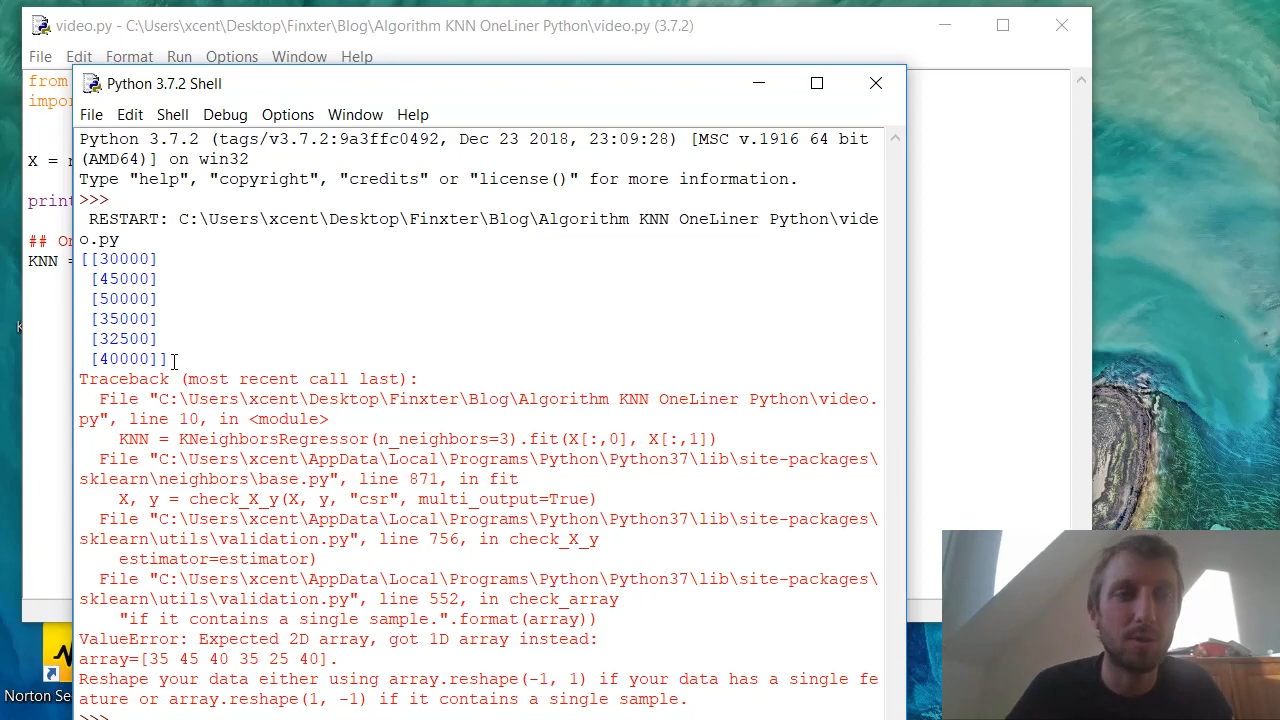 video.py - C:\Users\xcent\Desktop\Finxter\Blog\Algorithm KNN OneLiner Python\video.py (3.7.2)
File Edit Format Run Options Window Help
from
impor
X = 
print
## On
KNN =
Python 3.7.2 Shell
File Edit Shell Debug Options Window Help
Python 3.7.2 (tags/v3.7.2:9a3ffc0492, Dec 23 2018, 23:09:28) [MSC v.1916 64 bit
(AMD64)] on win32
Type "help", "copyright", "credits" or "license()" for more information.
>>>
RESTART: C:\Users\xcent\Desktop\Finxter\Blog\Algorithm KNN OneLiner Python\vide
o.py
[[30000]
[45000]
[50000]
[35000]
[32500]
[40000]]
Traceback (most recent call last):
File "C:\Users\xcent\Desktop\Finxter\Blog\Algorithm KNN OneLiner Python\video.
py", line 10, in <module>
KNN = KNeighborsRegressor(n_neighbors=3).fit(X[:,0], X[:,1])
File "C:\Users\xcent\AppData\Local\Programs\Python\Python37\lib\site-packages\
sklearn\neighbors\base.py", line 871, in fit
X, y = check_X_y(X, y, "csr", multi_output=True)
File "C:\Users\xcent\AppData\Local\Programs\Python\Python37\lib\site-packages\
sklearn\utils\validation.py", line 756, in check_X_y
estimator=estimator)
File "C:\Users\xcent\AppData\Local\Programs\Python\Python37\lib\site-packages\
sklearn\utils\validation.py", line 552, in check_array
"if it contains a single sample.".format(array))
ValueError: Expected 2D array, got 1D array instead:
array=[35 45 40 35 25 40].
Reshape your data either using array.reshape(-1, 1) if your data has a single fe
ature or array.reshape(1, -1) if it contains a single sample.
>>>
Norton Se